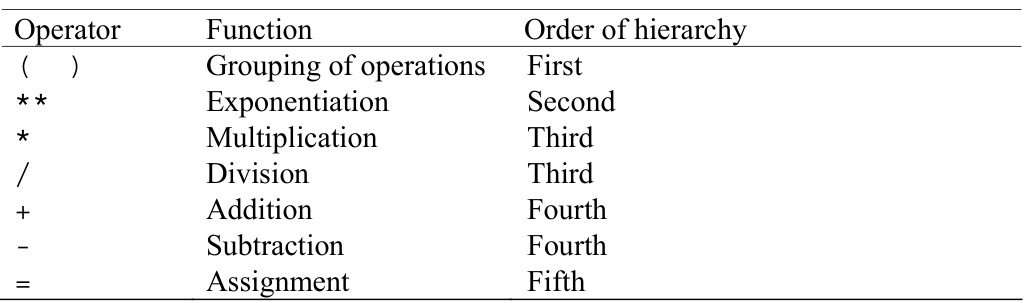 Operator Function Order of hierarchy
( ) Grouping of operations First
** Exponentiation Second
* Multiplication Third
/ Division Third
+ Addition Fourth
- Subtraction Fourth
= Assignment Fifth